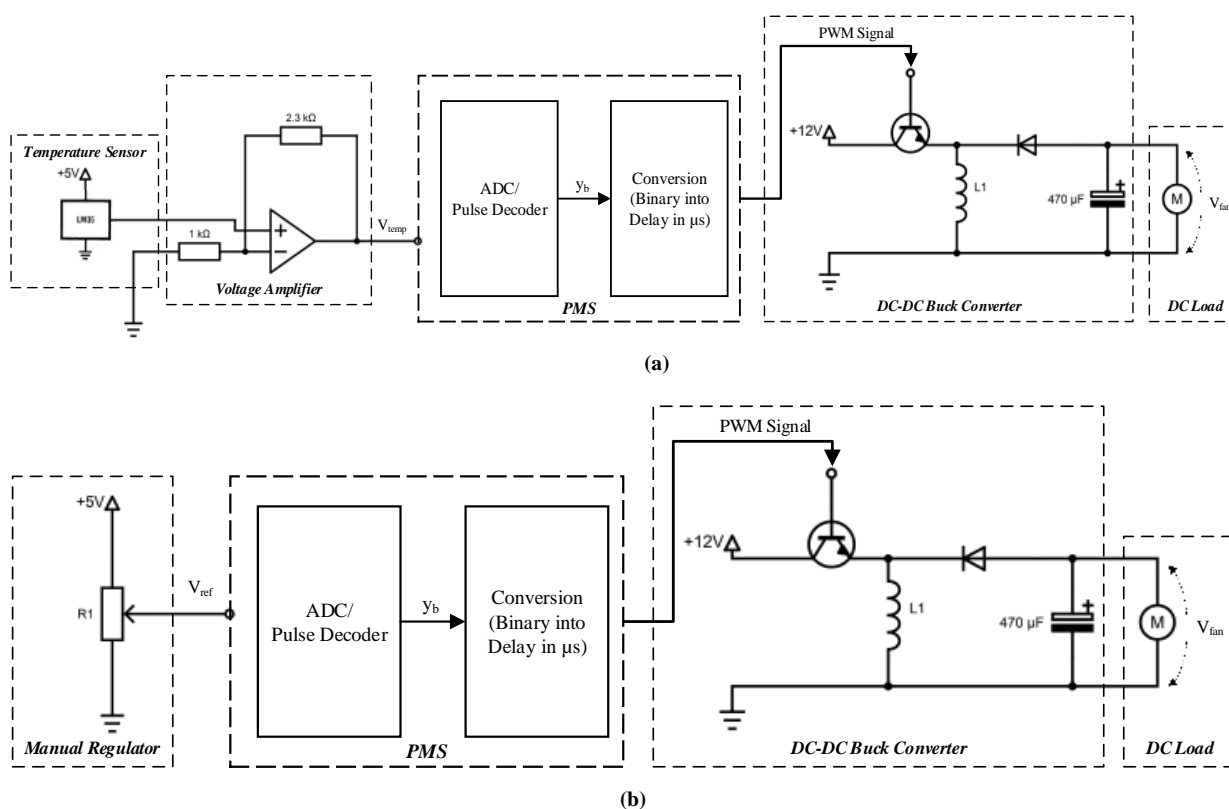 PWM Signal
2.3 kΩ
Temperature Sensor
+5V
LM35
1 kΩ
Voltage Amplifier
V_temp
ADC/
Pulse Decoder
y_b
Conversion
(Binary into
Delay in µs)
PMS
+12V
L1
470 µF
+
M
V_fan
DC-DC Buck Converter
DC Load
(a)
PWM Signal
+5V
R1
V_ref
Manual Regulator
ADC/
Pulse Decoder
y_b
Conversion
(Binary into
Delay in µs)
PMS
+12V
L1
470 µF
+
M
V_fan
DC-DC Buck Converter
DC Load
(b)